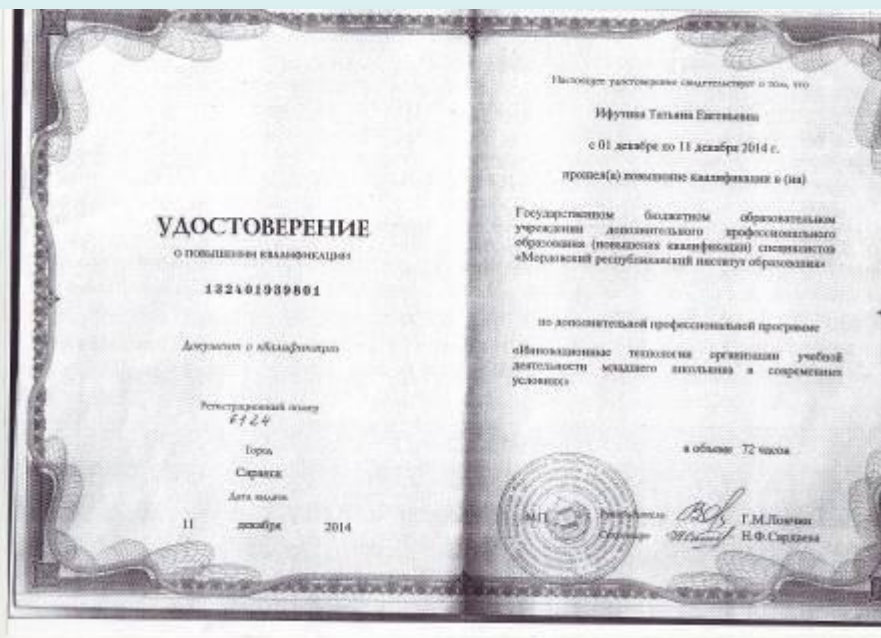 УДОСТОВЕРЕНИЕ
О ПОВЫШЕНИИ КВАЛИФИКАЦИИ
132401939801
Документ о квалификации
Регистрационный номер
6124
Город
Саранск
Дата выдачи
11 декабря 2014
Настоящее удостоверение свидетельствует о том, что
Татьяна Евгеньевна
с 01 декабря по 11 декабря 2014 г.
прошел(а) повышение квалификации в (на)
Государственном бюджетном образовательном
учреждении дополнительного профессионального
образования (повышения квалификации) специалистов
«Мордовский республиканский институт образования»
по дополнительной профессиональной программе
«Инновационные технологии организации учебной
деятельности младшего школьника в современных
условиях»
в объеме 72 часов
М.П.
Руководитель Г.М.
Секретарь Н.Ф.